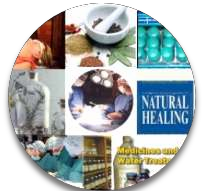 NATURAL
HEALING
Medicines and
Water Treat